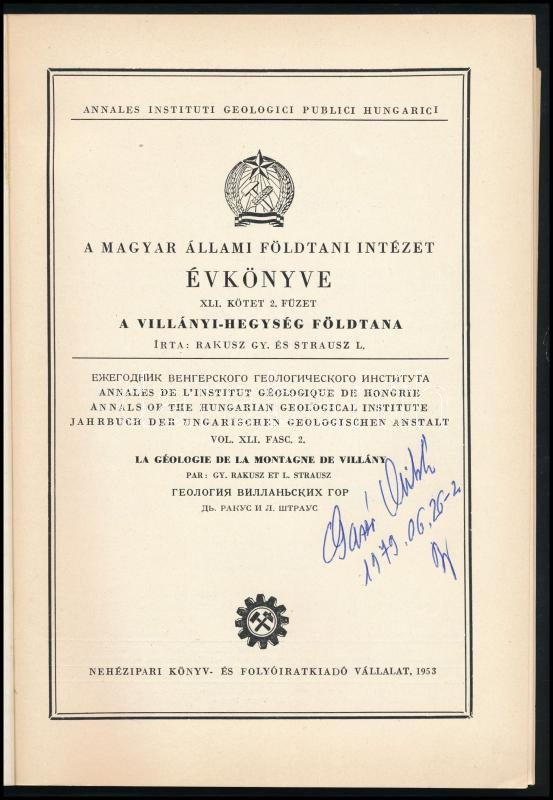 ANNALES INSTITUTI GEOLOGICI PUBLICI HUNGARICI
A MAGYAR ÁLLAMI FÖLDTANI INTÉZET
ÉVKÖNYVE
XLI. KÖTET 2. FÜZET
A VILLÁNYI-HEGYSÉG FÖLDTANA
ÍRTA: RAKUSZ GY. ÉS STRAUSZ L.
ЕЖЕГОДНИК ВЕНГЕРСКОГО ГЕОЛОГИЧЕСКОГО ИНСТИТУТА
ANNALES DE L'INSTITUT GÉOLOGIQUE DE HONGRIE
ANNALS OF THE HUNGARIAN GEOLOGICAL INSTITUTE
JAHRBUCH DER UNGARISCHEN GEOLOGISCHEN ANSTALT
VOL. XLI. FASC. 2.
LA GÉOLOGIE DE LA MONTAGNE DE VILLÁNY
PAR: GY. RAKUSZ ET L. STRAUSZ
ГЕОЛОГИЯ ВИЛЛАНЬСКИХ ГОР
ДЬ. РАКУС И Л. ШТРАУС
1979.06.26-2.
NEHÉZIPARI KÖNYV- ÉS FOLYÓIRATKIADÓ VÁLLALAT, 1953